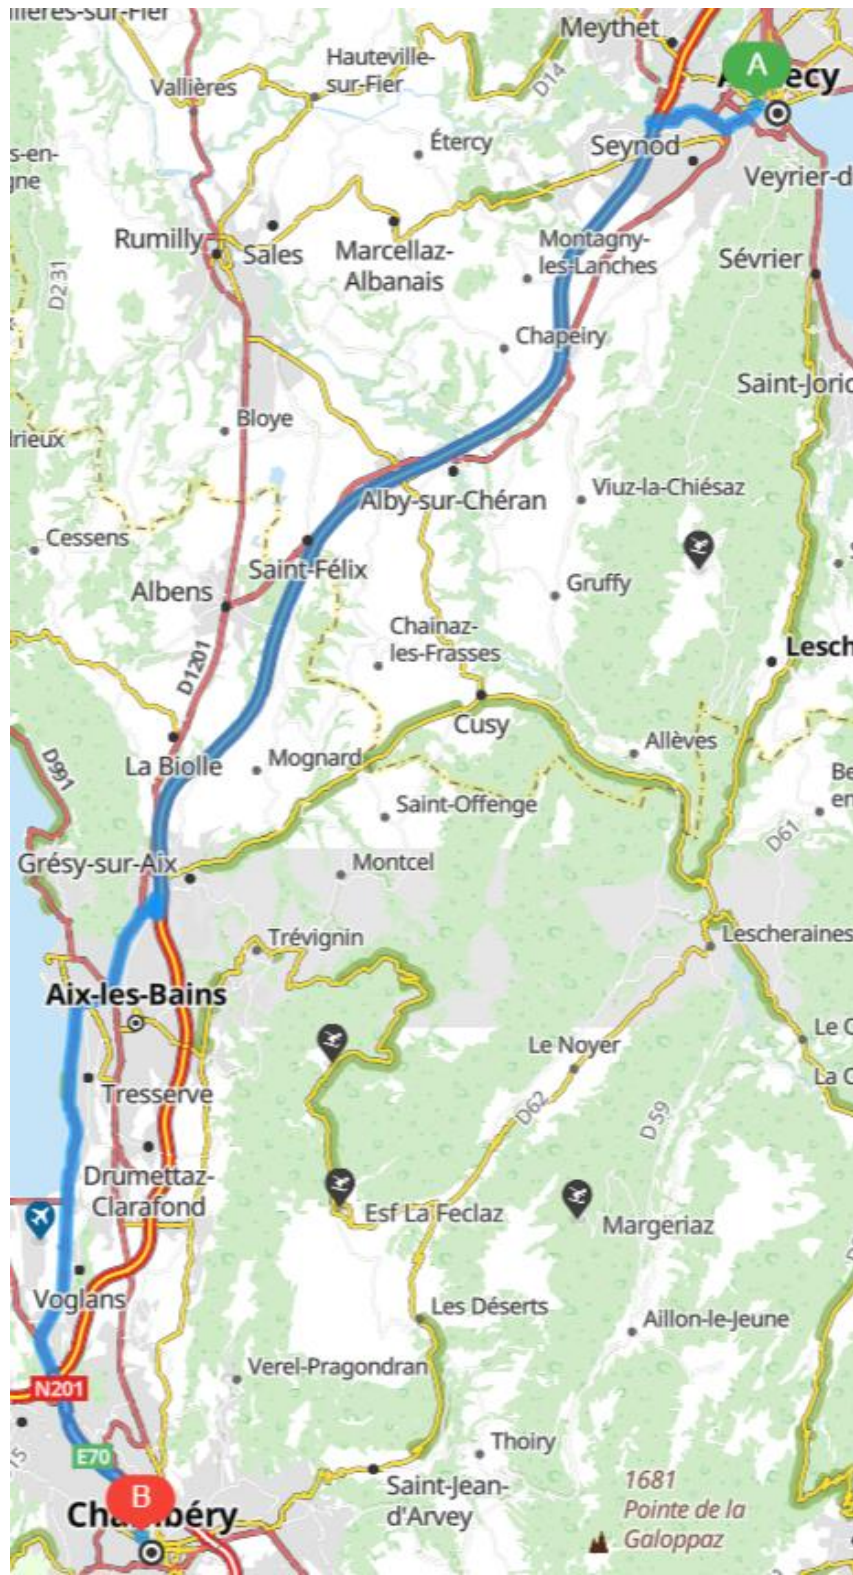 Meythet
Hauteville-
sur-Fier
D14
A
Vallières
Étercy
Seynod
Veyrier-d
Rumilly
Sales
Marcellaz-
Albanais
Montagny-
les-Lanches
Sévrier
D231
Chapeiry
Saint-Jorio
Bloye
Alby-sur-Chéran
Viuz-la-Chiésaz
Cessens
Saint-Félix
Albens
Gruffy
Chainaz-
les-Frasses
Lesch
D1201
Cusy
Allèves
La Biolle
Mognard
D991
Saint-Offenge
D61
Grésy-sur-Aix
Montcel
Trévignin
Lescheraines
Aix-les-Bains
Le Noyer
Tresserve
D62
D59
Drumettaz-
Clarafond
Esf La Feclaz
Margeriaz
Voglans
Les Déserts
Aillon-le-Jeune
Verel-Pragondran
N201
E70
Thoiry
B
Saint-Jean-
d'Arvey
1681
Pointe de la
Galoppaz